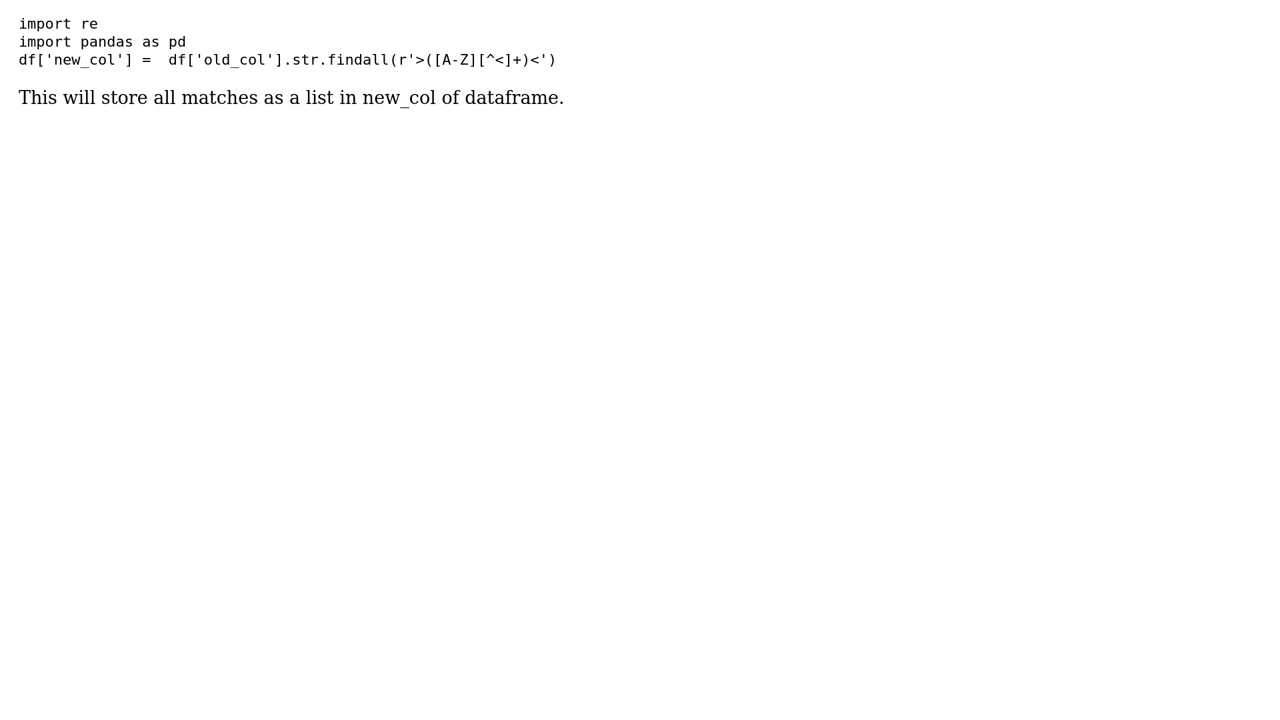 import re
import pandas as pd
df['new_col'] =  df['old_col'].str.findall(r'>([A-Z][^<]+)<')
This will store all matches as a list in new_col of dataframe.